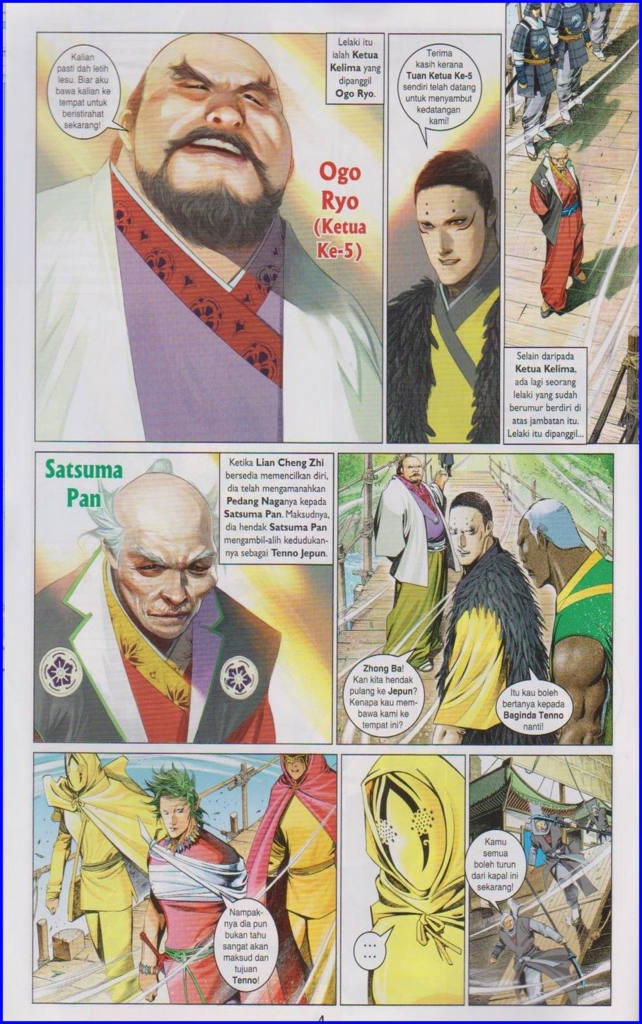 Kalian
pasti dah letih
lesu. Biar aku
bawa kalian ke
tempat untuk
beristirahat
sekarang!
Lelaki itu
ialah Ketua
Kelima yang
dipanggil
Ogo Ryo.
Ogo
Ryo
(Ketua
Ke-5)
Terima
kasih kerana
Tuan Ketua Ke-5
sendiri telah datang
untuk menyambut
kedatangan
kami!
Selain daripada
Ketua Kelima,
ada lagi seorang
lelaki yang sudah
berumur berdiri di
atas jambatan itu.
Lelaki itu dipanggil...
Satsuma
Pan
Ketika Lian Cheng Zhi
bersedia memencilkan diri,
dia telah mengamanahkan
Pedang Naganya kepada
Satsuma Pan. Maksudnya,
dia hendak Satsuma Pan
mengambil-alih keduduk-
nya sebagai Tenno Jepun.
Zhong Ba!
Kan kita hendak
pulang ke Jepun?
Kenapa kau mem-
bawa kami ke
tempat ini?
Itu kau boleh
bertanya kepada
Baginda Tenno
nanti!
Nampak-
nya dia pun
bukan tahu
sangat akan
maksud dan
tujuan
Tenno!
...
...
Kamu
semua
boleh turun
dari kapal ini
sekarang!
4